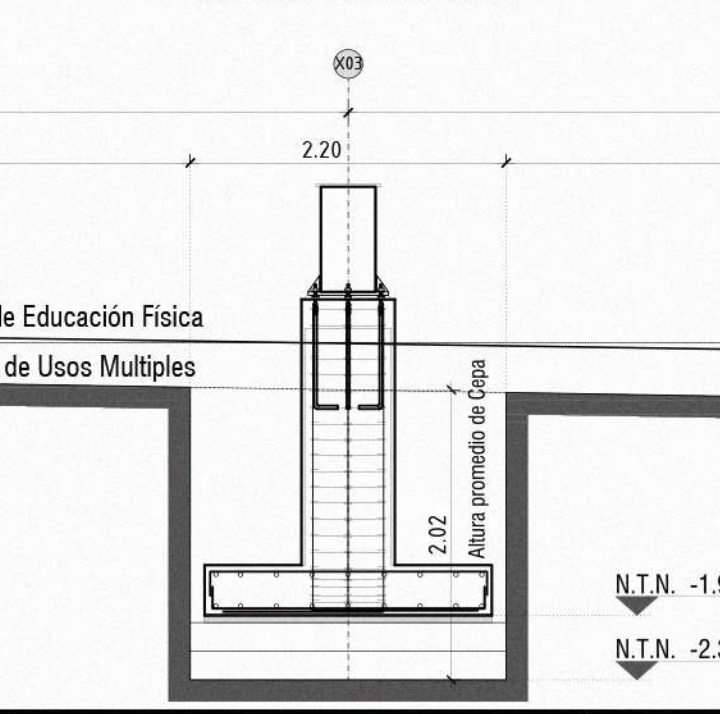 X03
2.20
de Educación Física
de Usos Multiples
Altura promedio de Cepa
2.02
N.T.N. -1.9
N.T.N. -2.3